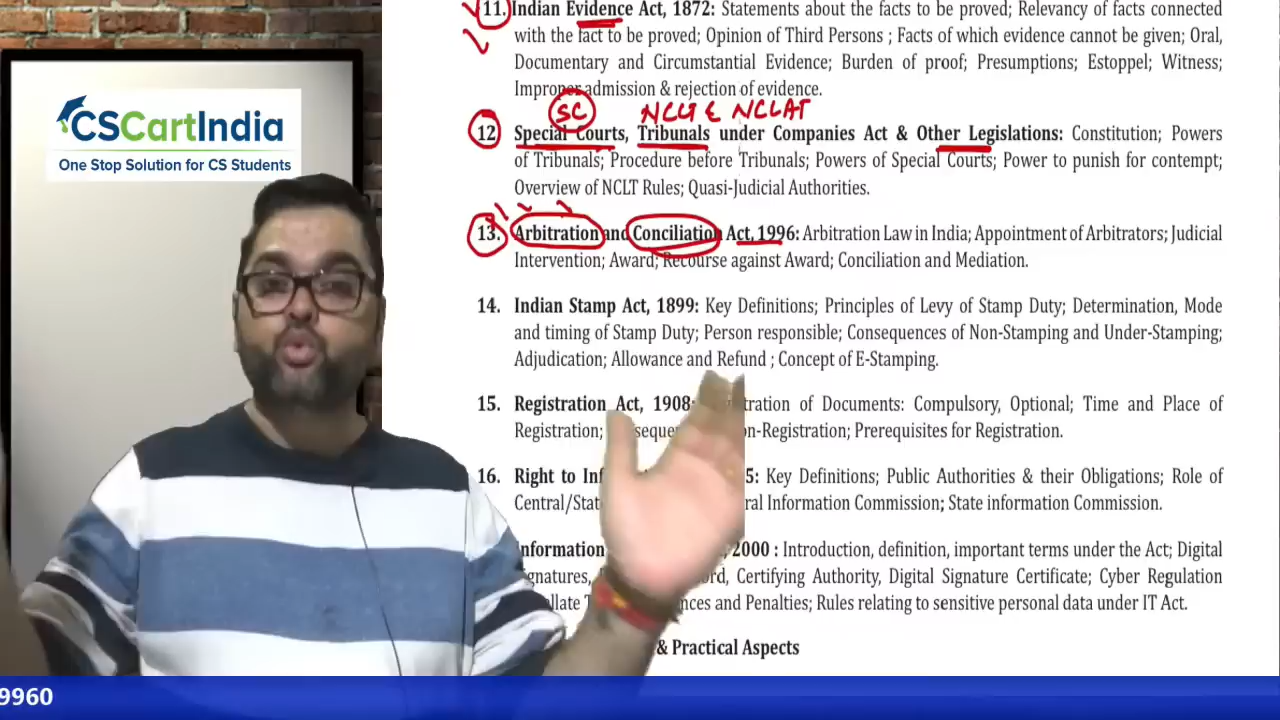 CSCartIndia
One Stop Solution for CS Students
11. Indian Evidence Act, 1872: Statements about the facts to be proved; Relevancy of facts connected
with the fact to be proved; Opinion of Third Persons ; Facts of which evidence cannot be given; Oral,
Documentary and Circumstantial Evidence; Burden of proof; Presumptions; Estoppel; Witness;
Improper admission & rejection of evidence.
SC NCLT & NCLAT
12 Special Courts, Tribunals under Companies Act & Other Legislations: Constitution; Powers
of Tribunals; Procedure before Tribunals; Powers of Special Courts; Power to punish for contempt;
Overview of NCLT Rules; Quasi-Judicial Authorities.
13. Arbitration and Conciliation Act, 1996: Arbitration Law in India; Appointment of Arbitrators; Judicial
Intervention; Award; Recourse against Award; Conciliation and Mediation.
14. Indian Stamp Act, 1899: Key Definitions; Principles of Levy of Stamp Duty; Determination, Mode
and timing of Stamp Duty; Person responsible; Consequences of Non-Stamping and Under-Stamping;
Adjudication; Allowance and Refund ; Concept of E-Stamping.
15. Registration Act, 1908: of Documents: Compulsory, Optional; Time and Place of
Registration; Prerequisites for Registration.
16. Right to Key Definitions; Public Authorities & their Obligations; Role of
Information Commission; State information Commission.
2000 : Introduction, definition, important terms under the Act; Digital
Certifying Authority, Digital Signature Certificate; Cyber Regulation
and Penalties; Rules relating to sensitive personal data under IT Act.
& Practical Aspects
9960